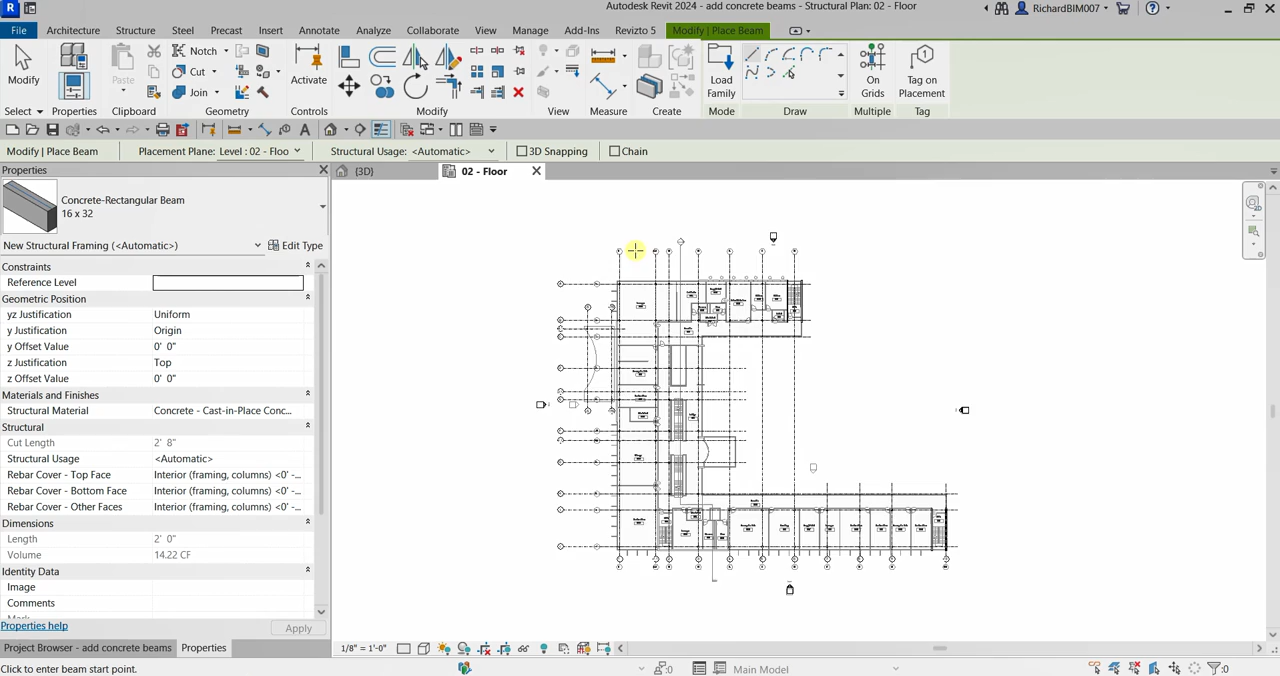 Autodesk Revit 2024 - add concrete beams - Structural Plan: 02 - Floor
RichardBIM007
File Architecture Structure Steel Precast Insert Annotate Analyze Collaborate View Manage Add-Ins Revizto 5 Modify | Place Beam
Modify
Select
Properties
Paste
Clipboard
Notch
Cut
Join
Geometry
Activate
Controls
Modify
View
Measure
Create
Load
Family
Mode
Draw
On
Grids
Multiple
Tag on
Placement
Tag
Modify | Place Beam Placement Plane: Level : 02 - Floo Structural Usage: <Automatic> 3D Snapping Chain
Properties
{3D}
02 - Floor
Concrete-Rectangular Beam
16 x 32
New Structural Framing (<Automatic>) Edit Type
Constraints
Reference Level
Geometric Position
yz Justification Uniform
y Justification Origin
y Offset Value 0' 0"
z Justification Top
z Offset Value 0' 0"
Materials and Finishes
Structural Material Concrete - Cast-in-Place Conc...
Structural
Cut Length 2' 8"
Structural Usage <Automatic>
Rebar Cover - Top Face Interior (framing, columns) <0' -...
Rebar Cover - Bottom Face Interior (framing, columns) <0' -...
Rebar Cover - Other Faces Interior (framing, columns) <0' -...
Dimensions
Length 2' 0"
Volume 14.22 CF
Identity Data
Image
Comments
Properties help Apply
Project Browser - add concrete beams Properties
1/8" = 1'-0"
Click to enter beam start point.
:0
Main Model
:0